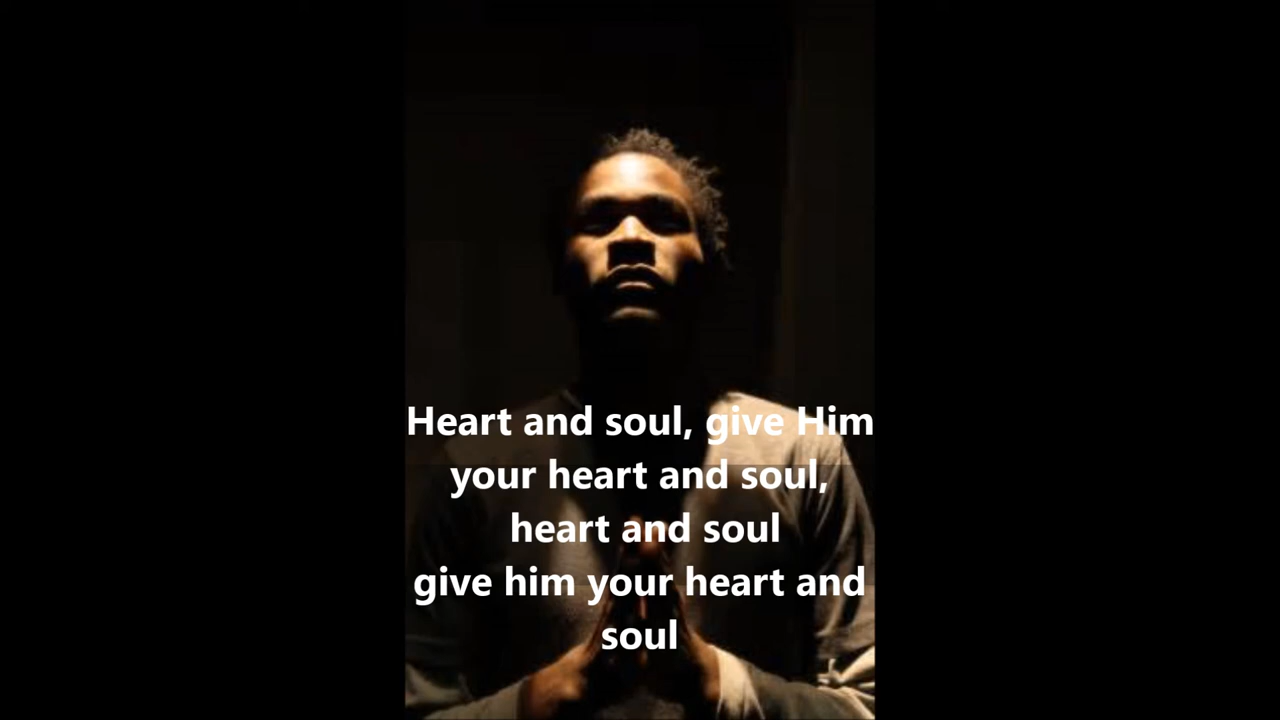 Heart and soul, give Him
your heart and soul,
heart and soul
give him your heart and
soul